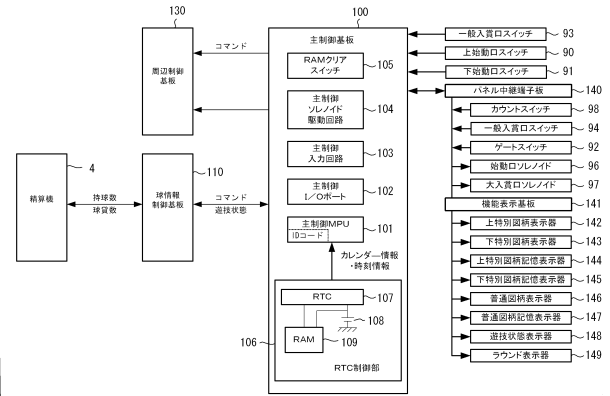 130
周辺制御
基板
コマンド
4
精算機
持球数
球貸数
110
球情報
制御基板
コマンド
遊技状態
100
主制御基板
RAMクリア
スイッチ
105
主制御
ソレノイド
駆動回路
104
主制御
入力回路
103
主制御
I/Oポート
102
主制御MPU
IDコード
101
カレンダー情報
・時刻情報
RTC
107
108
RAM
109
106
RTC制御部
一般入賞口スイッチ
93
上始動口スイッチ
90
下始動口スイッチ
91
パネル中継端子板
140
カウントスイッチ
98
一般入賞口スイッチ
94
ゲートスイッチ
92
始動口ソレノイド
96
大入賞口ソレノイド
97
機能表示基板
141
上特別図柄表示器
142
下特別図柄表示器
143
上特別図柄記憶表示器
144
下特別図柄記憶表示器
145
普通図柄表示器
146
普通図柄記憶表示器
147
遊技状態表示器
148
ラウンド表示器
149